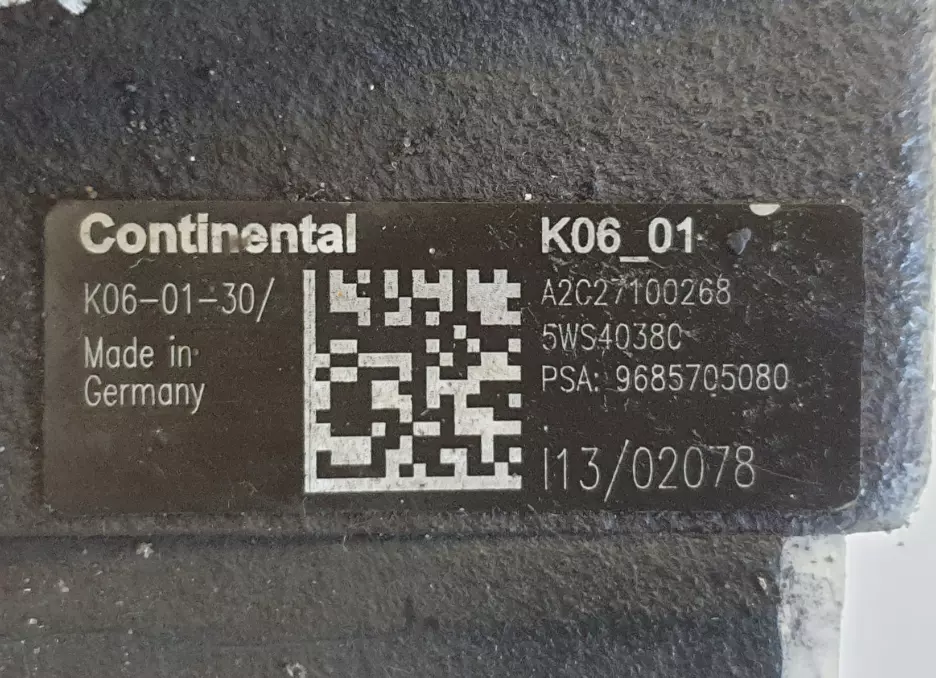 Continental
K06-01-30/
Made in
Germany
K06_01
A2C27100268
5WS40380
PSA: 9685705080
I13/02078